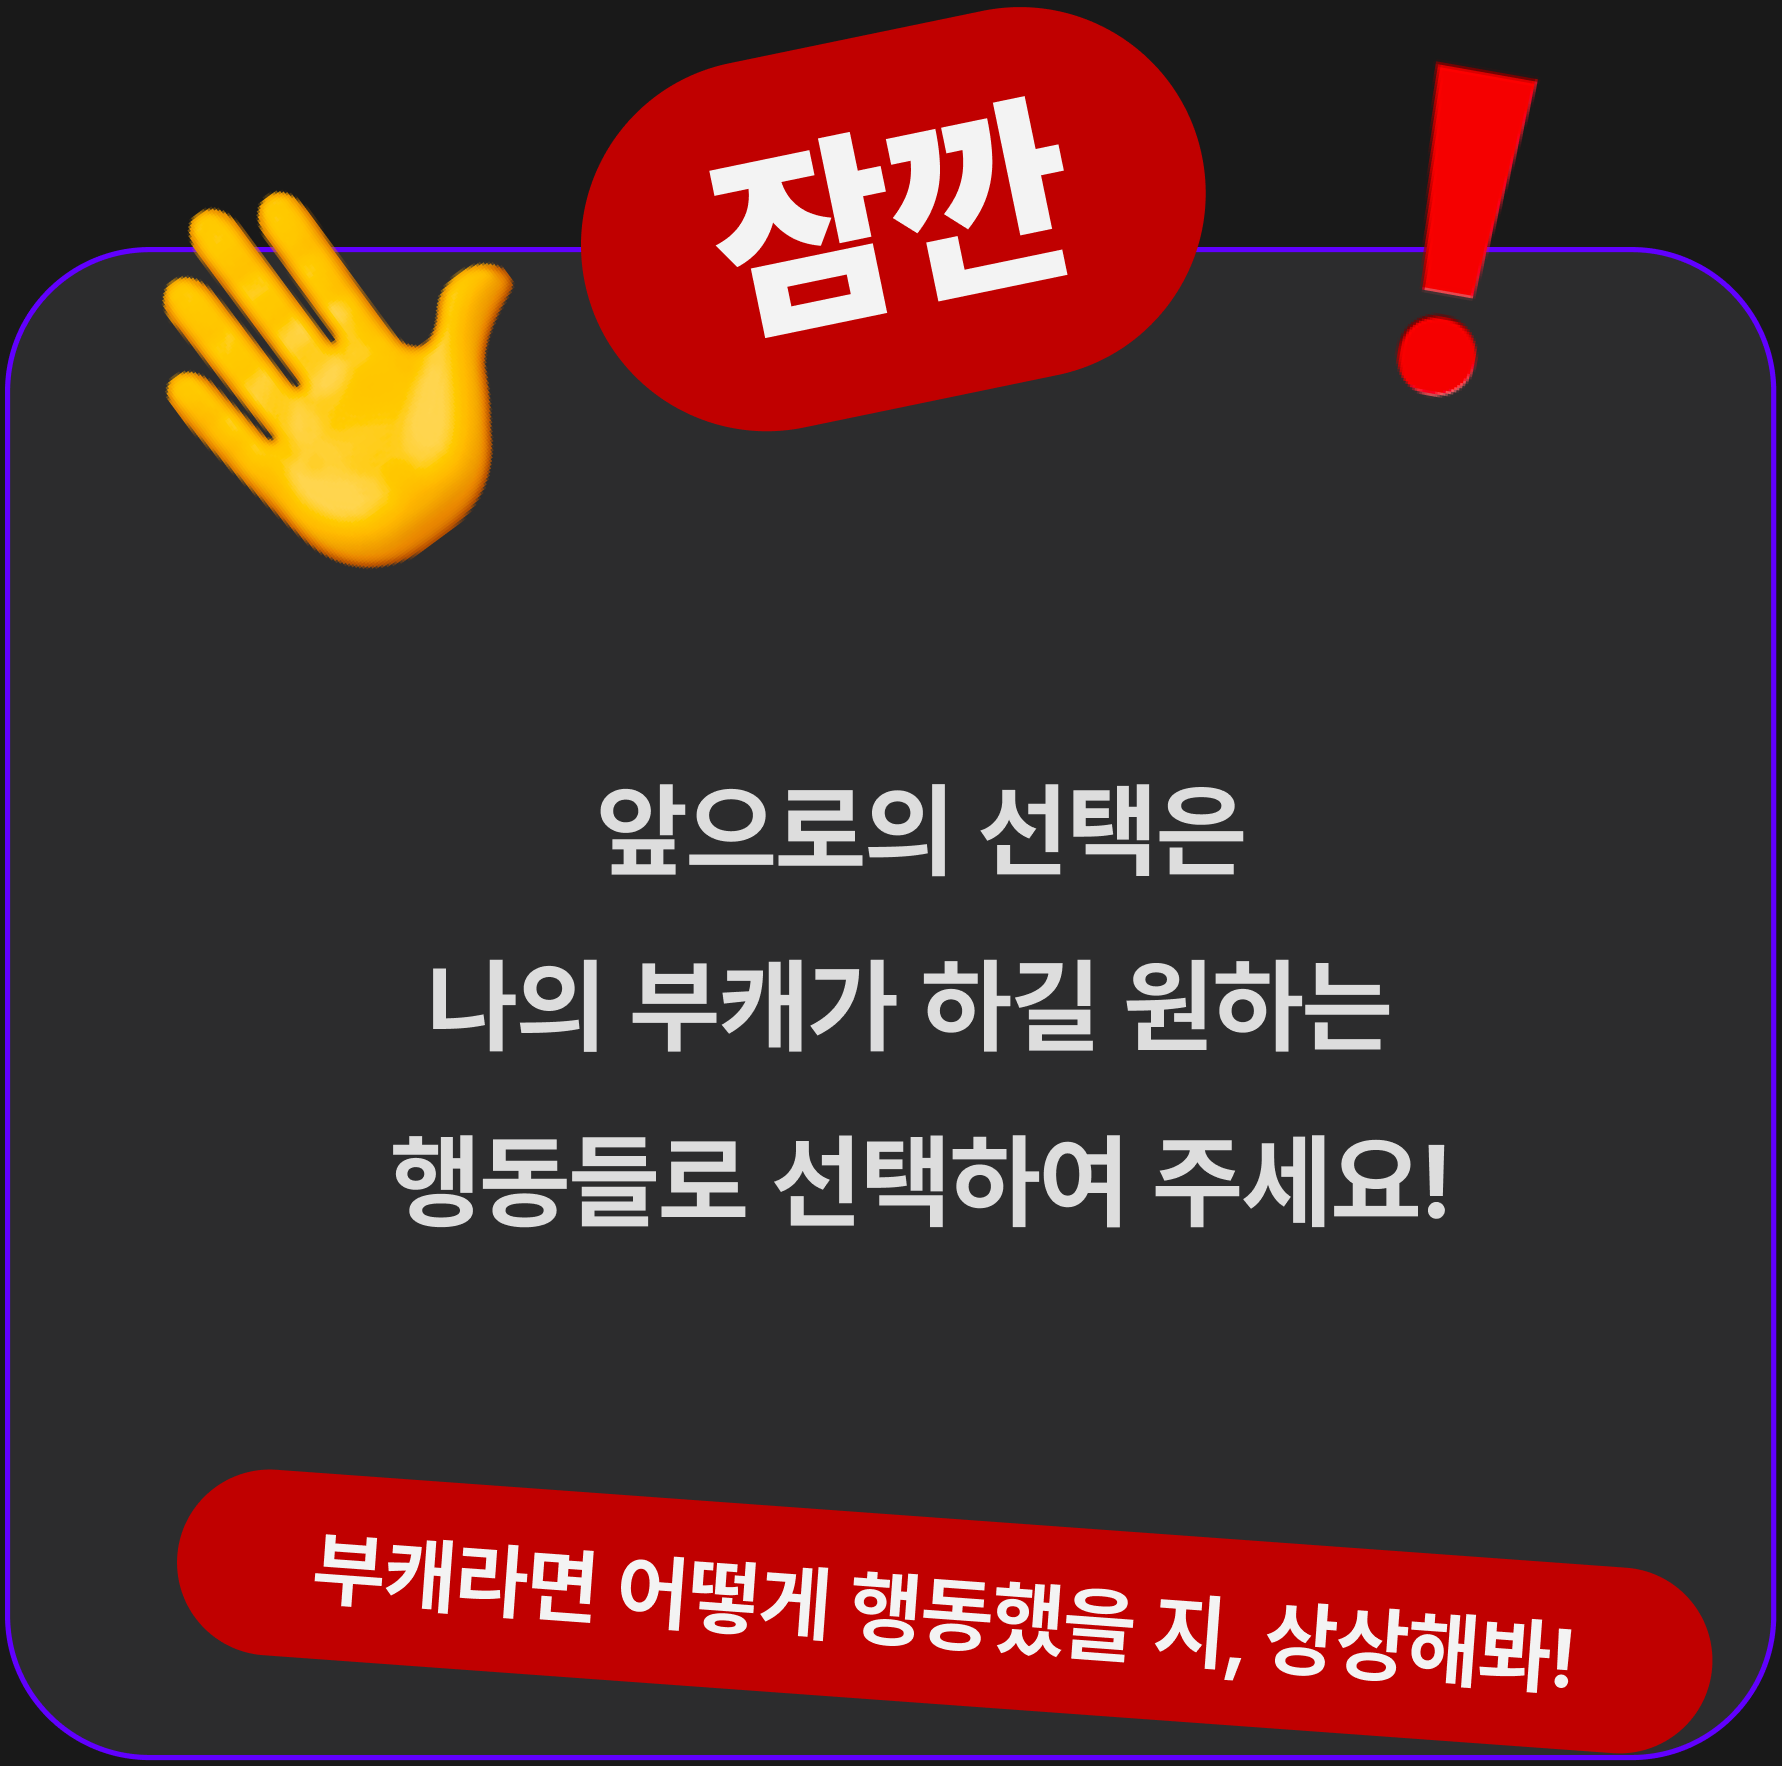 잠깐
앞으로의 선택은
나의 부캐가 하길 원하는
행동들로 선택하여 주세요!
부캐라면 어떻게 행동했을 지, 상상해봐!